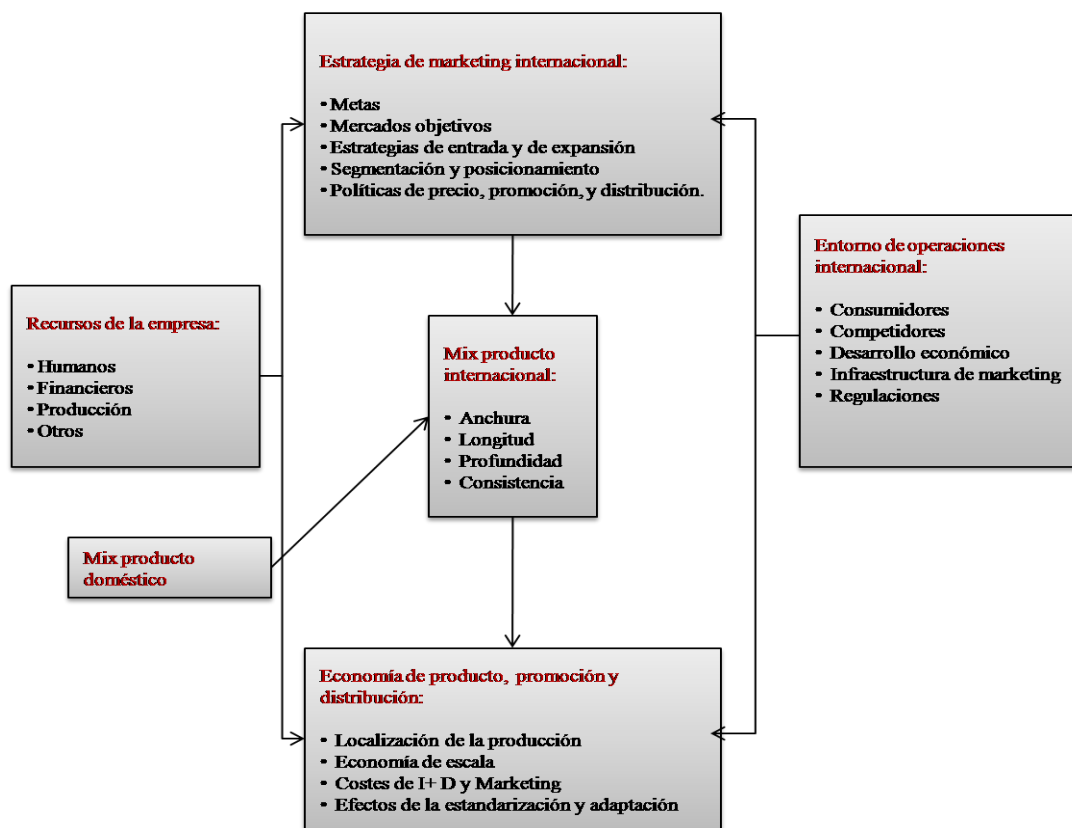 Estrategia de marketing internacional:
• Metas
• Mercados objetivos
• Estrategias de entrada y de expansión
• Segmentación y posicionamiento
• Políticas de precio, promoción, y distribución.
Recursos de la empresa:
• Humanos
• Financieros
• Producción
• Otros
Mix producto
internacional:
• Anchura
• Longitud
• Profundidad
• Consistencia
Entorno de operaciones
internacional:
• Consumidores
• Competidores
• Desarrollo económico
• Infraestructura de marketing
• Regulaciones
Mix producto
doméstico
Economía de producto, promoción y
distribución:
• Localización de la producción
• Economía de escala
• Costes de I+ D y Marketing
• Efectos de la estandarización y adaptación